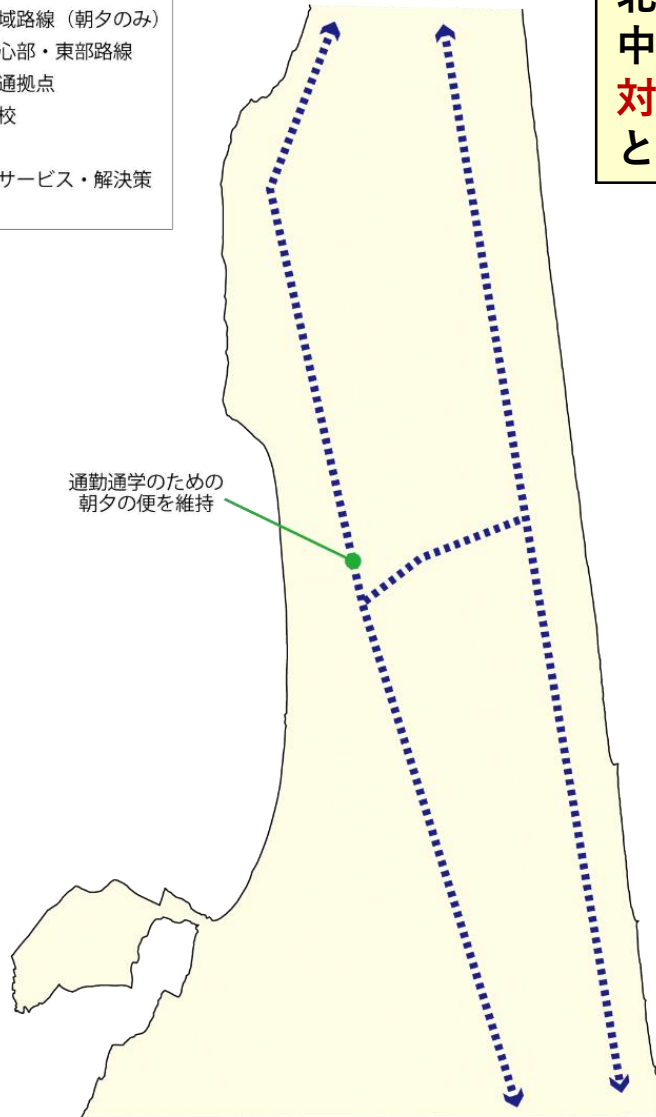 域路線（朝夕のみ）
心部・東部路線
通拠点
校
サービス・解決策
中
対
と
通勤通学のための
朝夕の便を維持